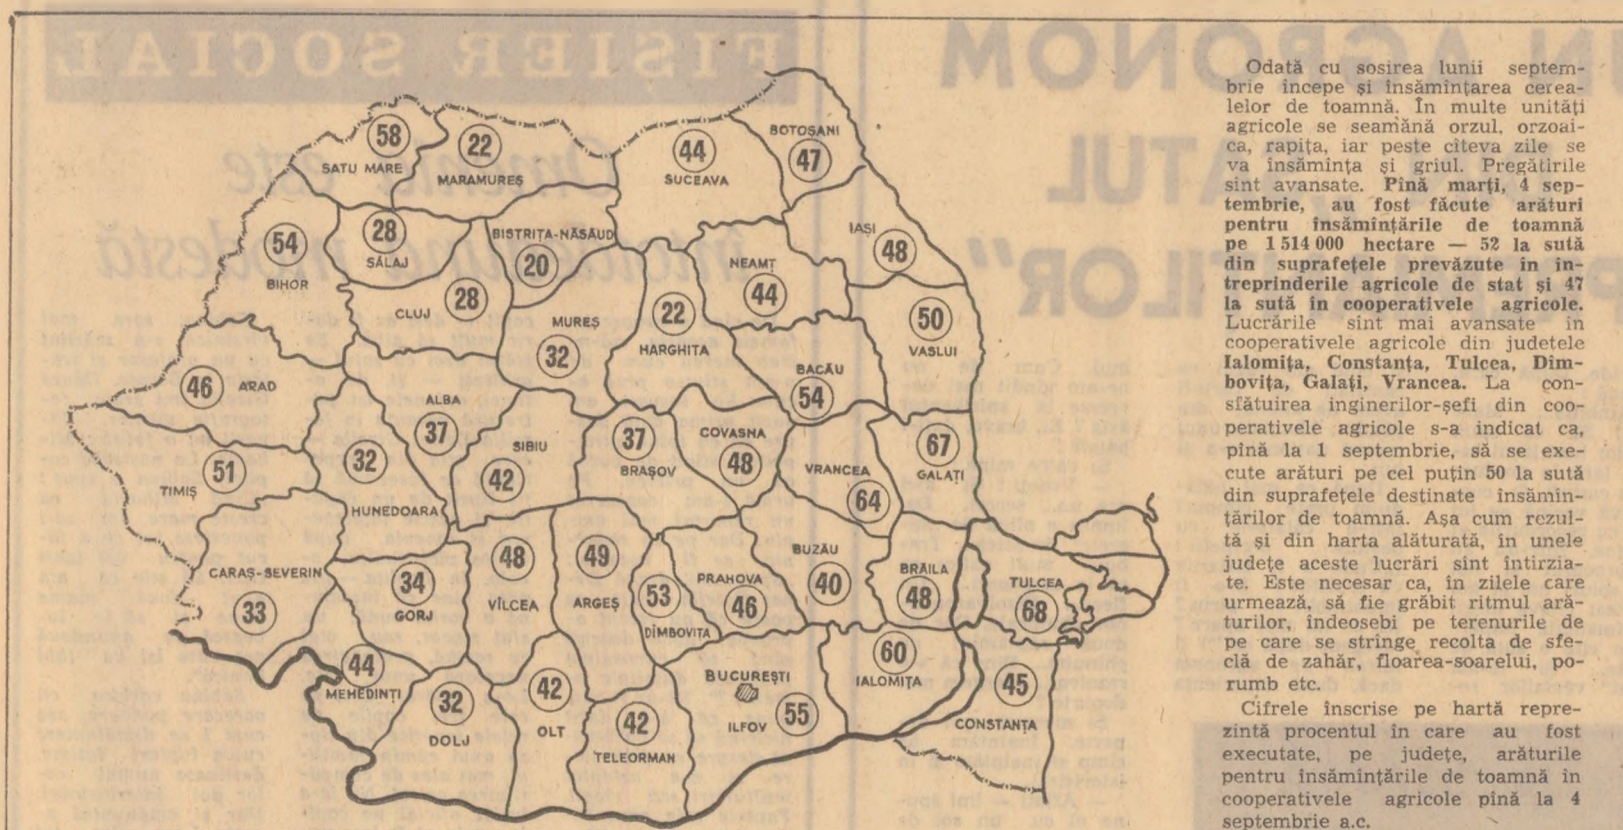 BOTOȘANI
47
58
SATU MARE
22
MARAMUREȘ
44
SUCEAVA
IAȘI
48
54
BIHOR
28
SĂLAJ
BISTRIȚA-NĂSĂUD
20
NEAMȚ
44
CLUJ
28
MUREȘ
32
22
HARGHITA
50
VASLUI
BACĂU
54
46
ARAD
ALBA
37
SIBIU
42
37
BRAȘOV
COVASNA
48
VRANCEA
64
67
GALAȚI
51
TIMIȘ
32
HUNEDOARA
CARAȘ-SEVERIN
33
34
GORJ
48
VÎLCEA
49
ARGEȘ
53
DÎMBOVIȚA
PRAHOVA
46
BUZĂU
40
BRĂILA
48
TULCEA
68
44
MEHEDINȚI
32
DOLJ
42
OLT
42
TELEORMAN
BUCUREȘTI
ILFOV
55
60
IALOMIȚA
45
CONSTANȚA
Odată cu sosirea lunii septem-
brie începe și însămînțarea cerea-
lelor de toamnă. În multe unități
agricole se seamănă orzul, orzoai-
ca, rapița, iar peste cîteva zile se
va însămînța și grîul. Pregătirile
sînt avansate. Pînă marți, 4 sep-
tembrie, au fost făcute arături
pentru însămînțările de toamnă
pe 1 514 000 hectare — 52 la sută
din suprafețele prevăzute în în-
treprinderile agricole de stat și 47
la sută în cooperativele agricole.
Lucrările sînt mai avansate în
cooperativele agricole din județele
Ialomița, Constanța, Tulcea, Dîm-
bovița, Galați, Vrancea. La con-
sfătuirea inginerilor-șefi din coo-
perativele agricole s-a indicat ca,
pînă la 1 septembrie, să se exe-
cute arături pe cel puțin 50 la sută
din suprafețele destinate însămîn-
țărilor de toamnă. Așa cum rezul-
tă și din harta alăturată, în unele
județe aceste lucrări sînt întîrzia-
te. Este necesar ca, în zilele care
urmează, să fie grăbit ritmul ară-
turilor, îndeosebi pe terenurile de
pe care se strînge recolta de sfe-
clă de zahăr, floarea-soarelui, po-
rumb etc.
Cifrele înscrise pe hartă repre-
zintă procentul în care au fost
executate, pe județe, arăturile
pentru însămînțările de toamnă în
cooperativele agricole pînă la 4
septembrie a.c.